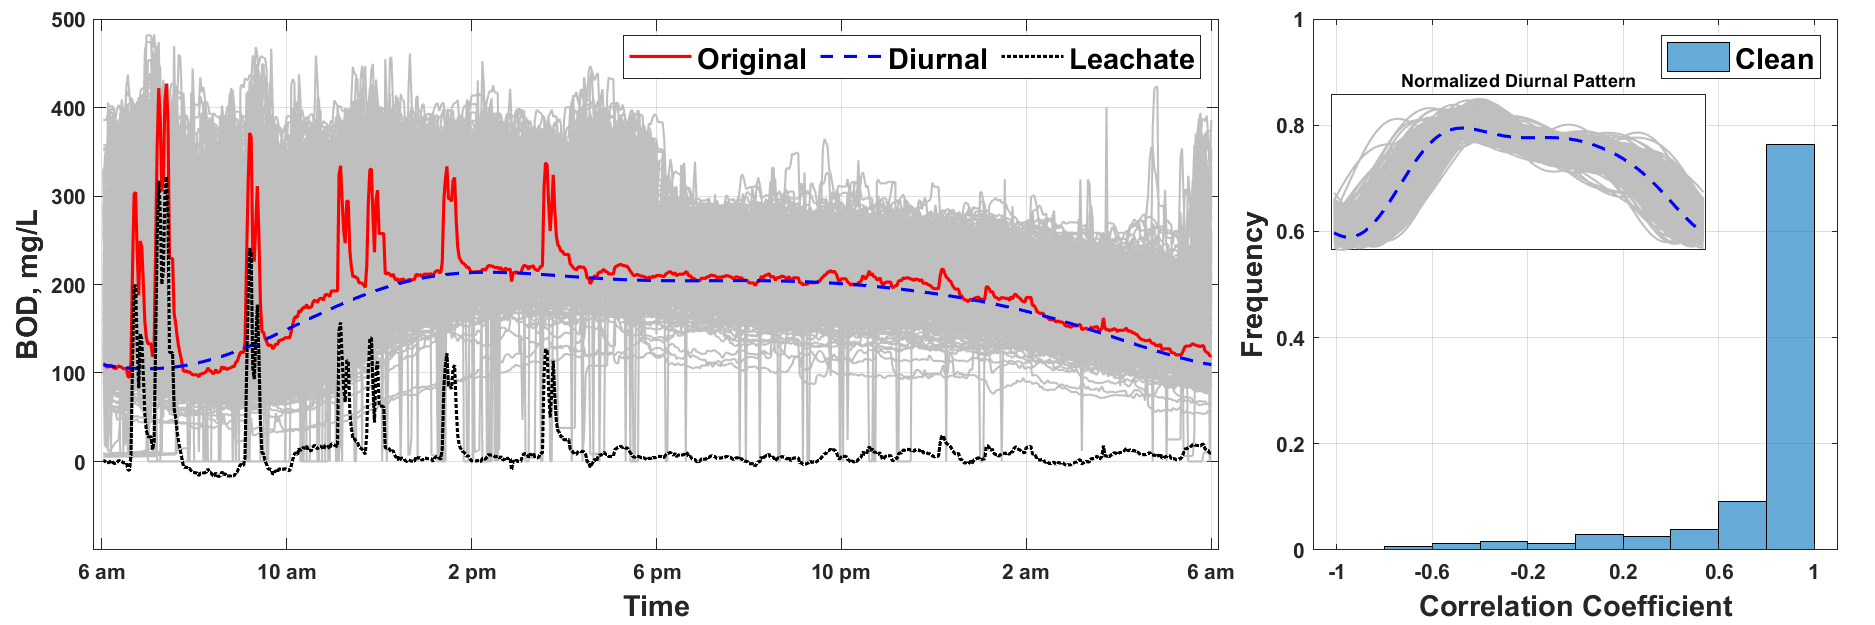 500
400
300
200
100
0
BOD, mg/L
Original Diurnal Leachate
6 am 10 am 2 pm 6 pm 10 pm 2 am 6 am
Time
1
0.8
0.6
0.4
0.2
0
Frequency
Clean
Normalized Diurnal Pattern
-1 -0.6 -0.2 0.2 0.6 1
Correlation Coefficient